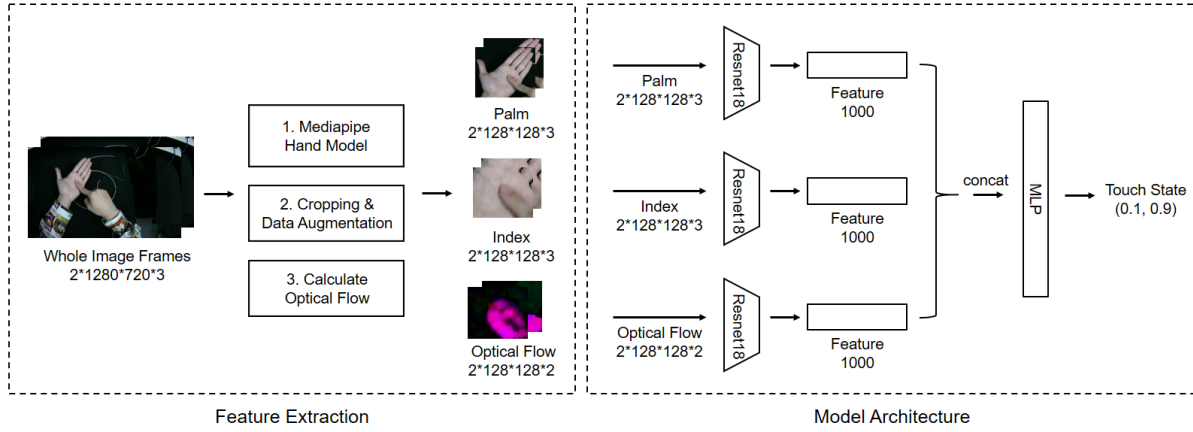 Whole Image Frames
2*1280*720*3
1. Mediapipe
Hand Model
2. Cropping &
Data Augmentation
3. Calculate
Optical Flow
Palm
2*128*128*3
Index
2*128*128*3
Optical Flow
2*128*128*2
Feature Extraction
Palm
2*128*128*3
Resnet18
Feature
1000
Index
2*128*128*3
Resnet18
Feature
1000
Optical Flow
2*128*128*2
Resnet18
Feature
1000
concat
MLP
Touch State
(0.1, 0.9)
Model Architecture